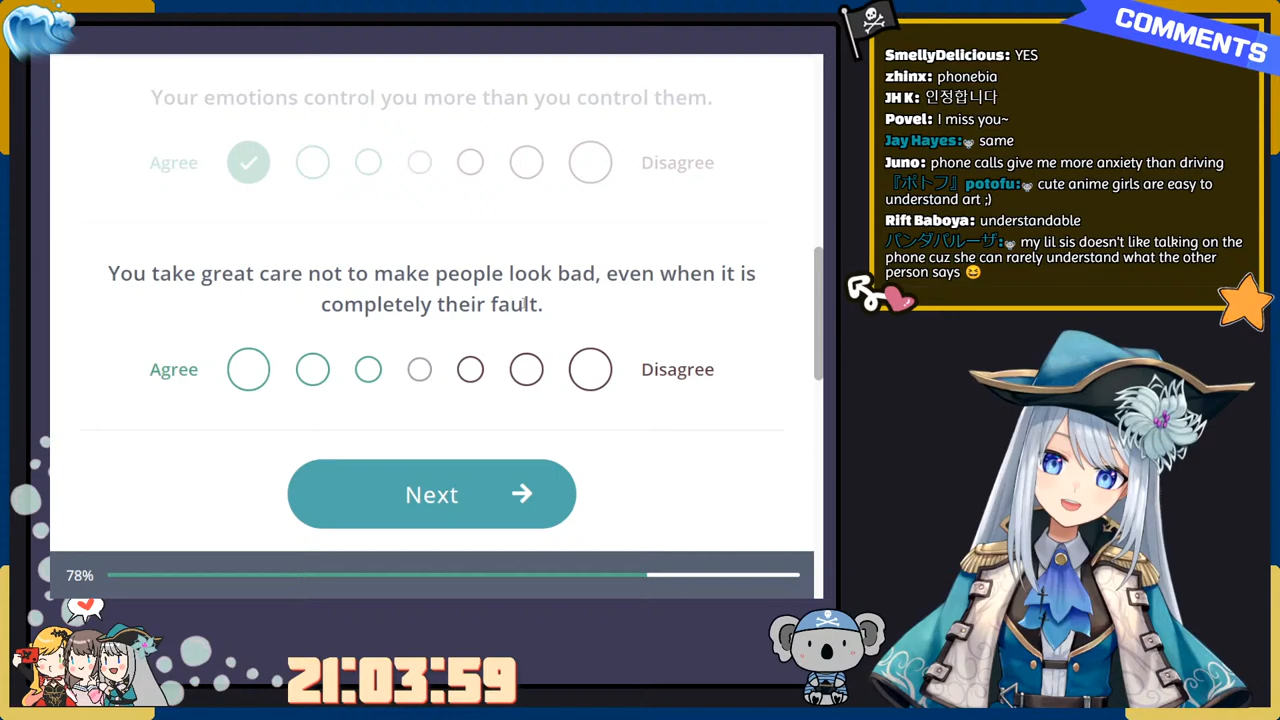 Your emotions control you more than you control them.
Agree
Disagree
You take great care not to make people look bad, even when it is
completely their fault.
Agree
Disagree
Next
78%
21:03:59
COMMENTS
SmellyDelicious: YES
zhinx: phonebia
JH K: 인정합니다
Povel: I miss you~
Jay Hayes: same
Juno: phone calls give me more anxiety than driving
『ポトフ』 potofu: cute anime girls are easy to
understand art ;)
Rift Baboya: understandable
パンダパルーザ: my lil sis doesn't like talking on the
phone cuz she can rarely understand what the other
person says